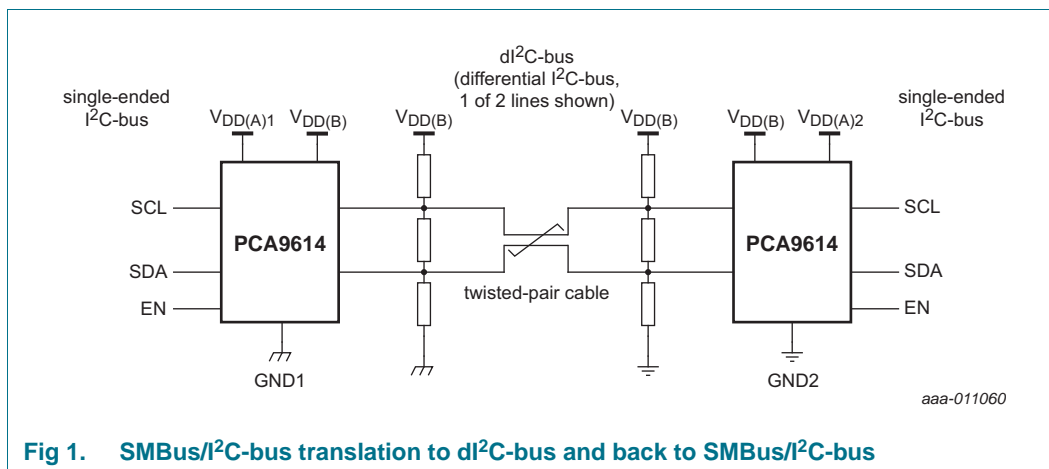 dI²C-bus
(differential I²C-bus,
1 of 2 lines shown)
single-ended
I²C-bus
VDD(A)1
VDD(B)
VDD(B)
VDD(B)
VDD(B)
VDD(A)2
single-ended
I²C-bus
SCL
SDA
EN
PCA9614
GND1
twisted-pair cable
PCA9614
GND2
SCL
SDA
EN
aaa-011060
Fig 1. SMBus/I²C-bus translation to dI²C-bus and back to SMBus/I²C-bus